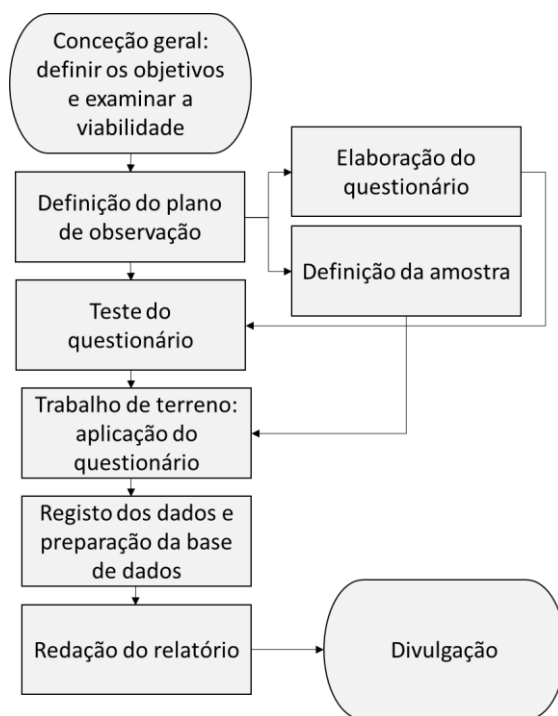 Conceção geral:
definir os objetivos
e examinar a
viabilidade
Elaboração do
questionário
Definição do plano
de observação
Definição da amostra
Teste do
questionário
Trabalho de terreno:
aplicação do
questionário
Registo dos dados e
preparação da base
de dados
Redação do relatório
Divulgação